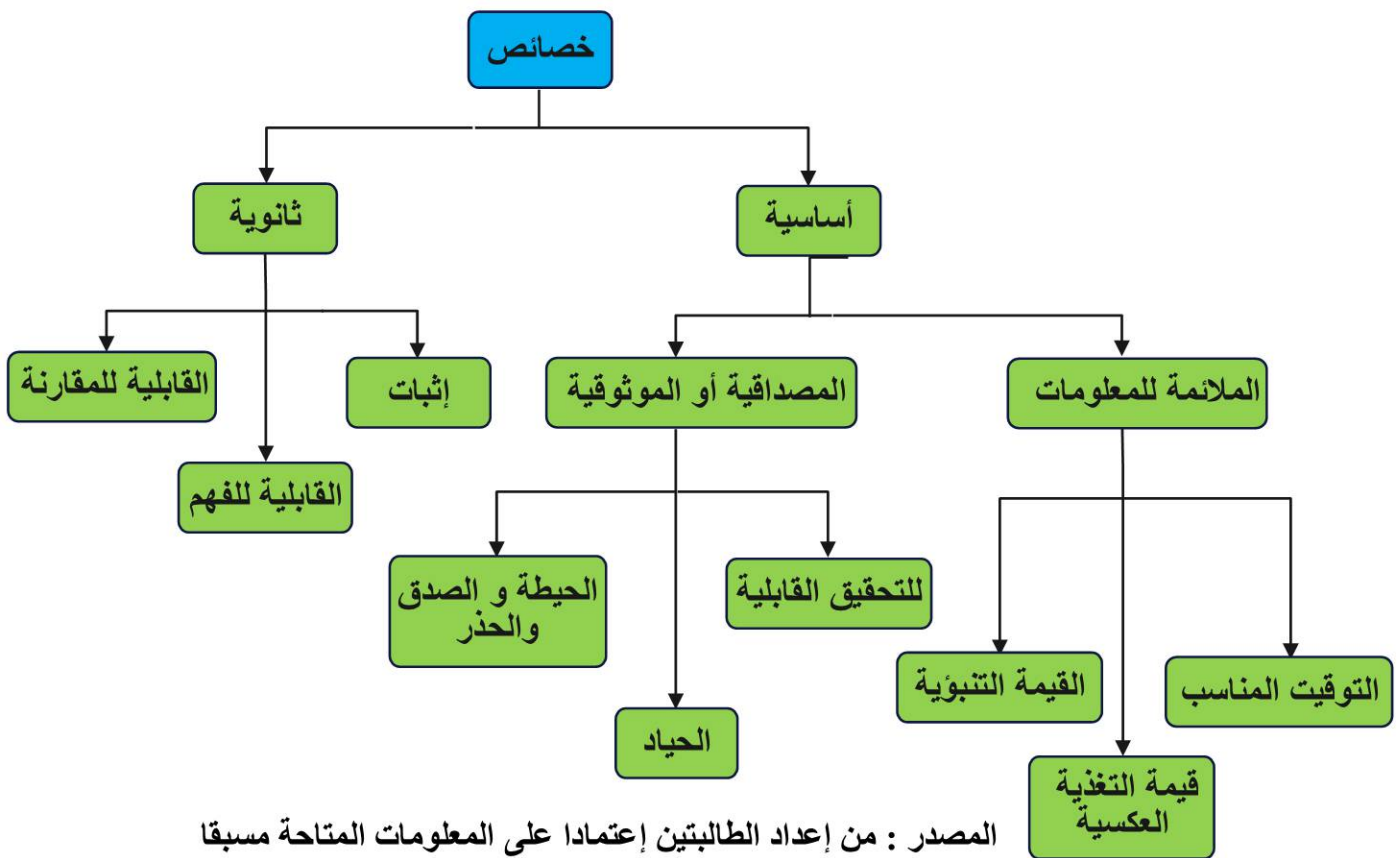 خصائص
أساسية
ثانوية
الملائمة للمعلومات
المصداقية أو الموثوقية
إثبات
القابلية للمقارنة
القابلية للفهم
للتحقيق القابلية
الحيطة و الصدق
والحذر
التوقيت المناسب
القيمة التنبؤية
الحياد
قيمة التغذية
العكسية
المصدر : من إعداد الطالبتين إعتمادا على المعلومات المتاحة مسبقا